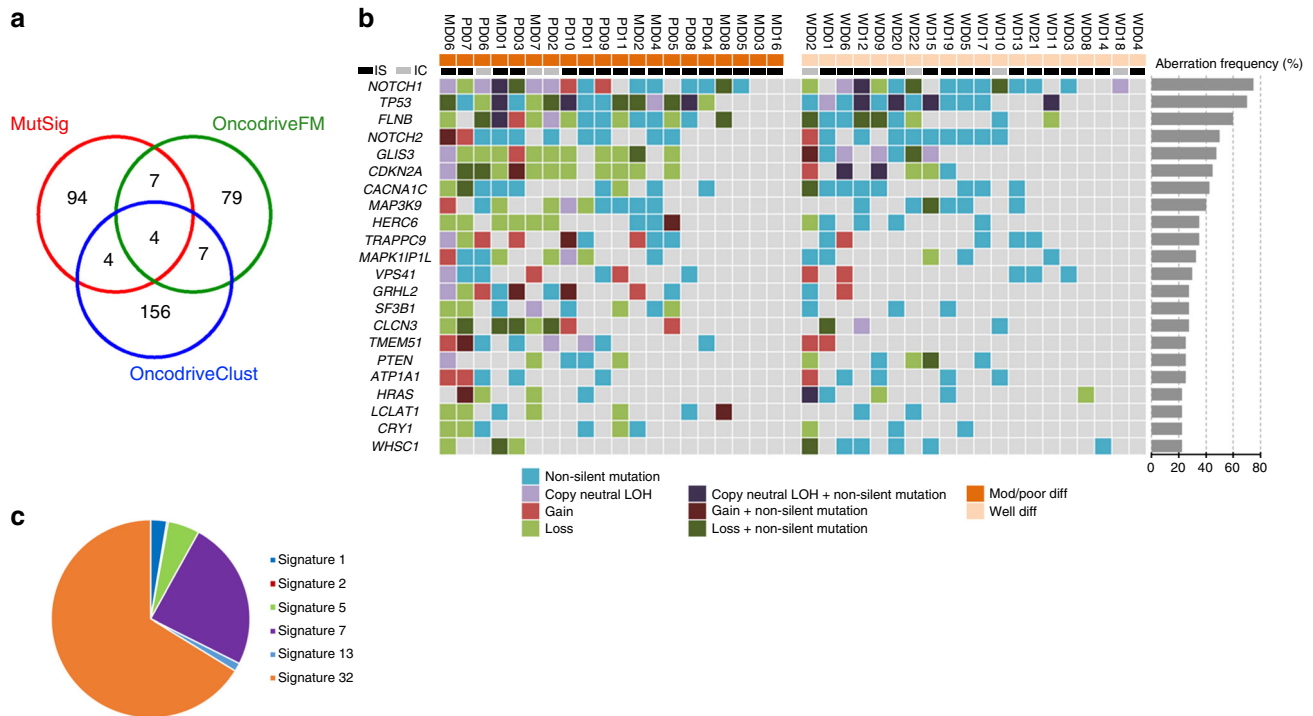 a
MutSig
OncodriveFM
94
7
79
4
4
7
156
OncodriveClust
b
MD06 PD07 PD06 MD01 PD03 MD07 PD02 PD10 PD01 PD09 PD11 MD02 MD04 PD05 PD08 PD04 MD05 MD03 MD16
WD02 WD01 WD06 WD12 WD09 WD20 WD22 WD15 WD19 WD05 WD17 WD10 WD13 WD21 WD11 WD03 WD08 WD14 WD18 WD04
IS IC
Aberration frequency (%)
NOTCH1
TP53
FLNB
NOTCH2
GLIS3
CDKN2A
CACNA1C
MAP3K9
HERC6
TRAPPC9
MAPK1IP1L
VPS41
GRHL2
SF3B1
CLCN3
TMEM51
PTEN
ATP1A1
HRAS
LCLAT1
CRY1
WHSC1
0 20 40 60 80
Non-silent mutation
Copy neutral LOH
Gain
Loss
Copy neutral LOH + non-silent mutation
Gain + non-silent mutation
Loss + non-silent mutation
Mod/poor diff
Well diff
c
Signature 1
Signature 2
Signature 5
Signature 7
Signature 13
Signature 32